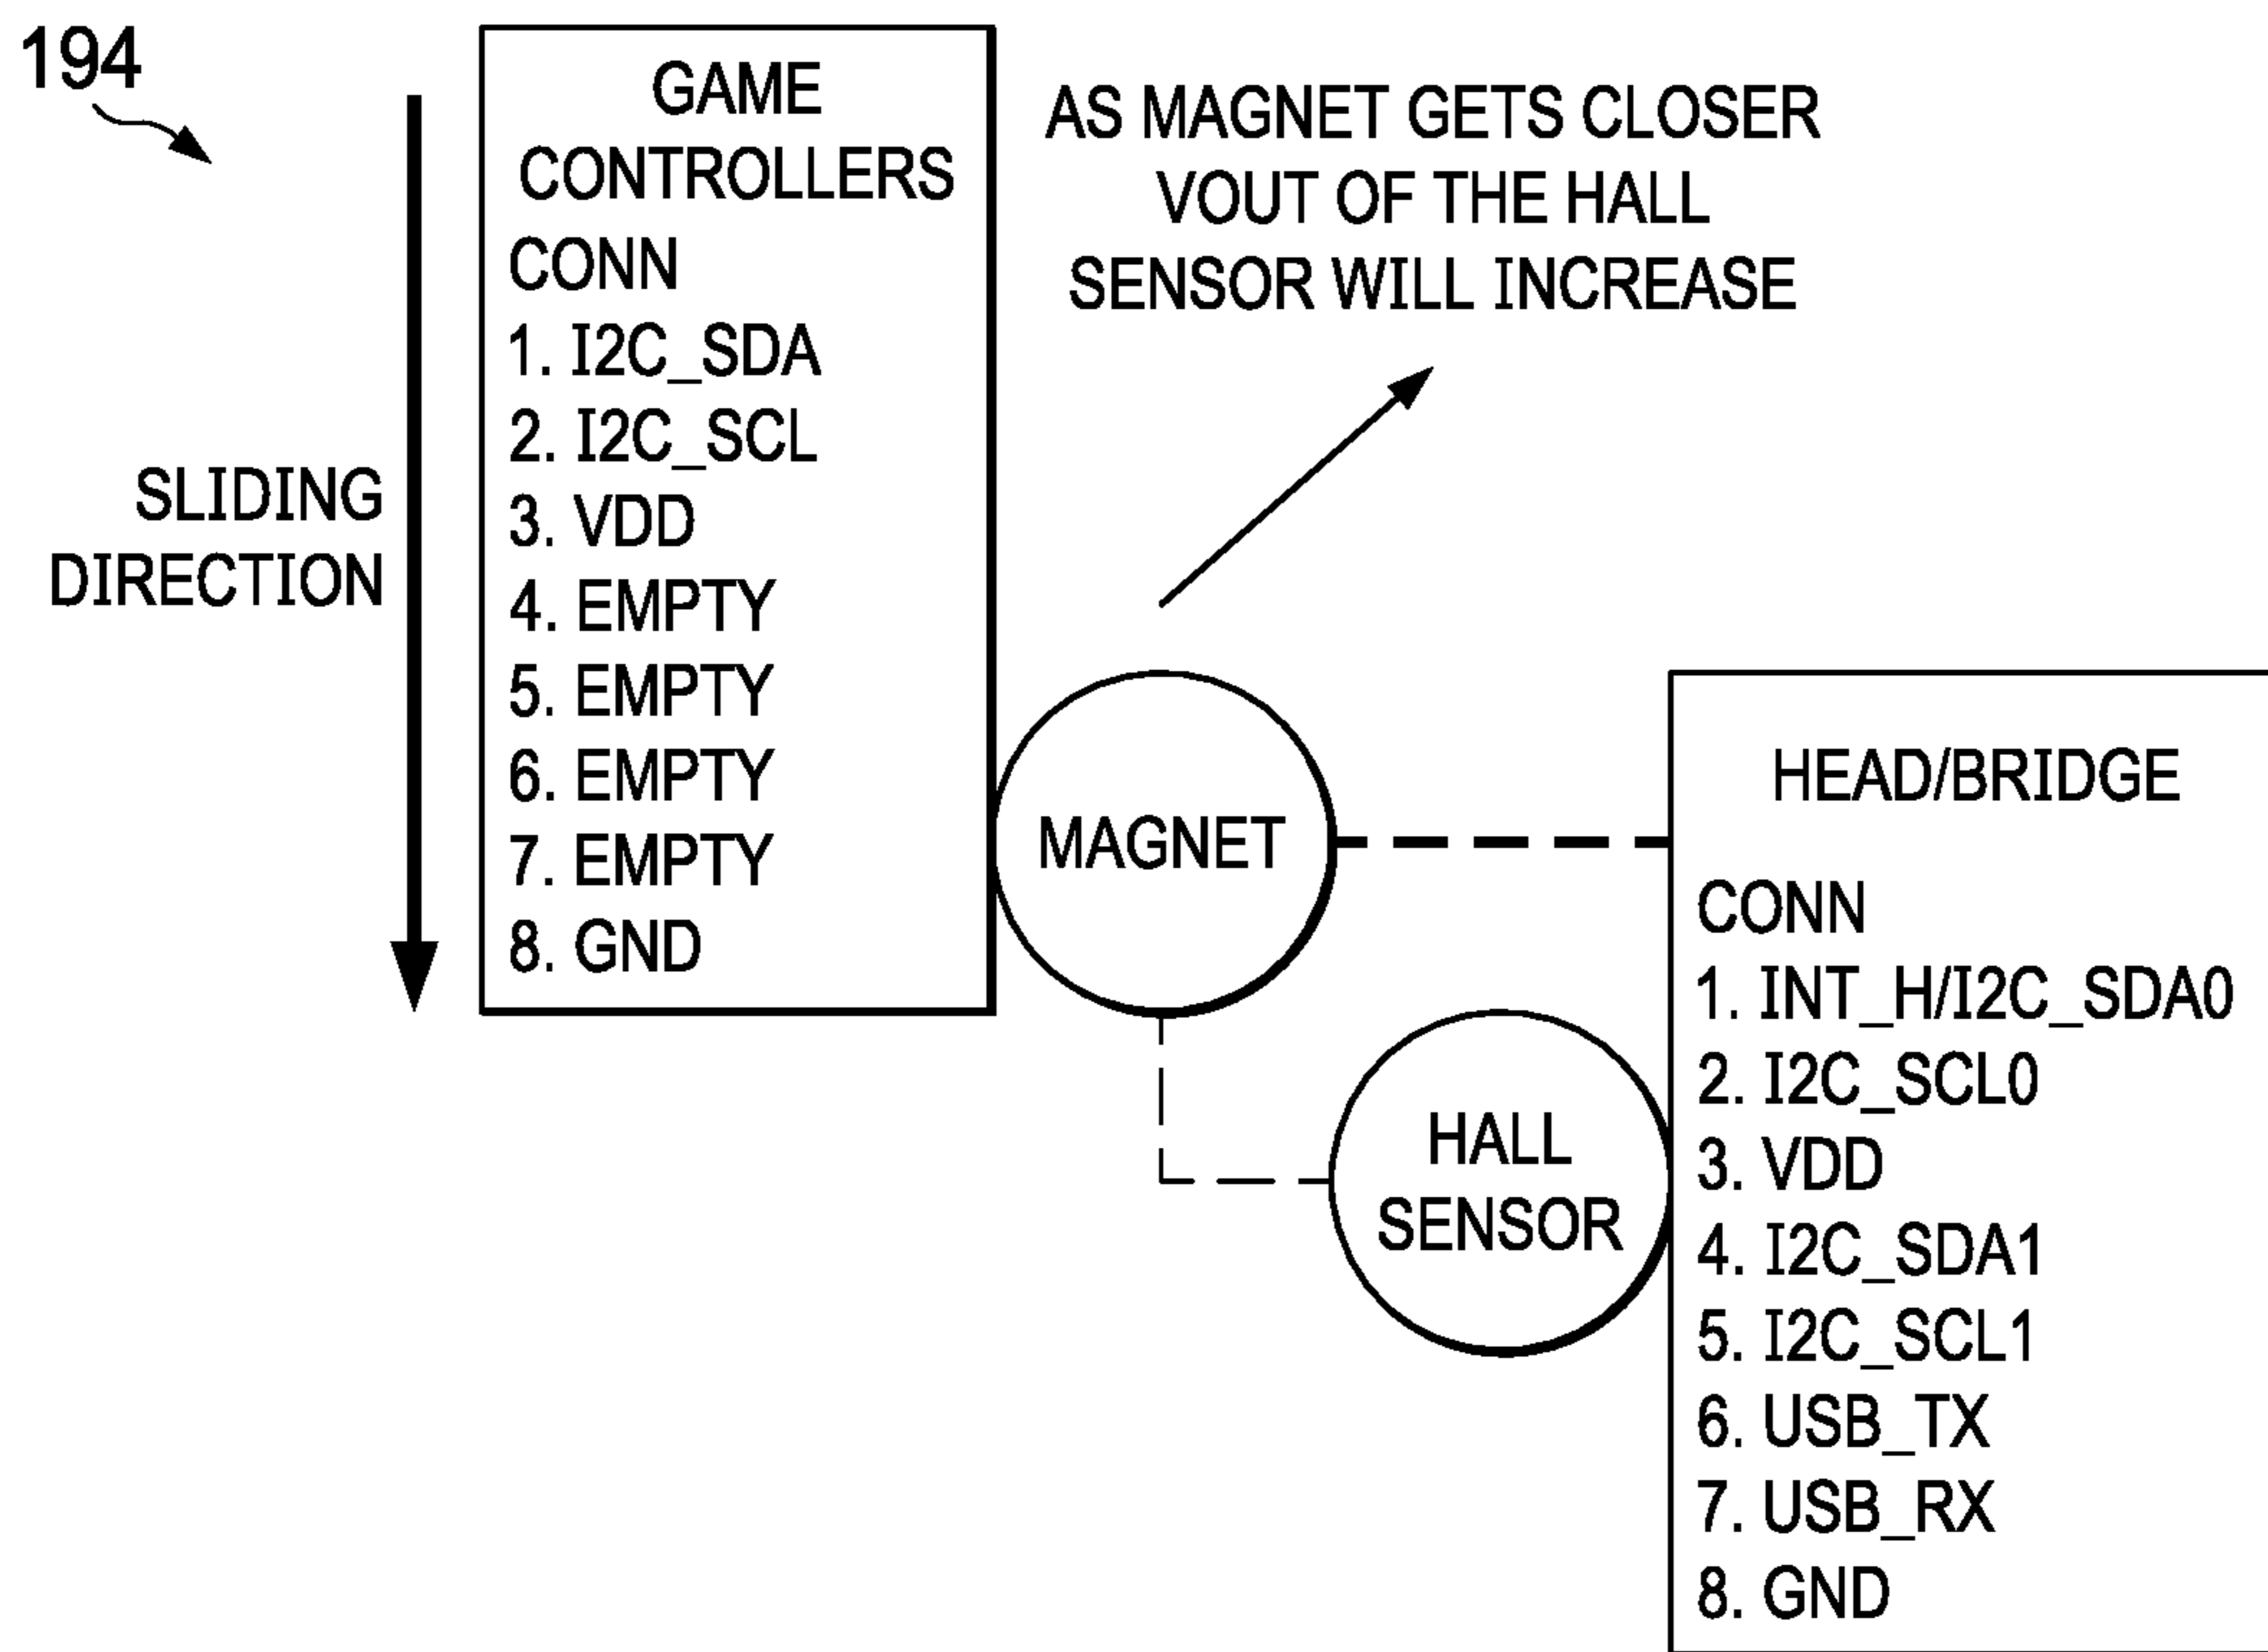 194
GAME
CONTROLLERS
CONN
1. I2C_SDA
2. I2C_SCL
3. VDD
4. EMPTY
5. EMPTY
6. EMPTY
7. EMPTY
8. GND
SLIDING
DIRECTION
AS MAGNET GETS CLOSER
VOUT OF THE HALL
SENSOR WILL INCREASE
MAGNET
HALL
SENSOR
HEAD/BRIDGE
CONN
1. INT_H/I2C_SDA0
2. I2C_SCL0
3. VDD
4. I2C_SDA1
5. I2C_SCL1
6. USB_TX
7. USB_RX
8. GND